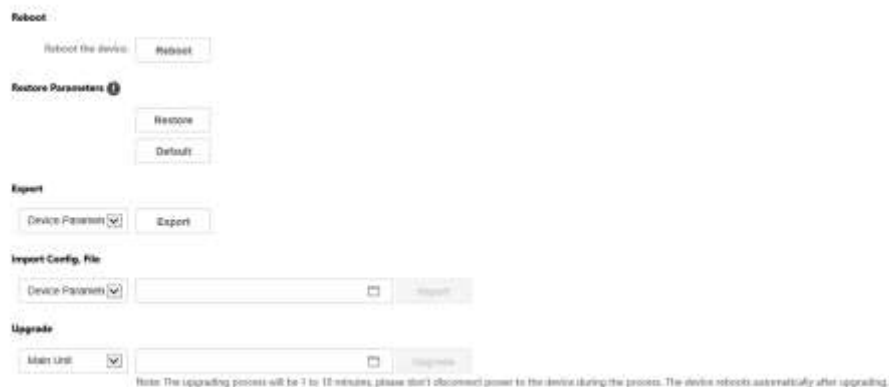 Reboot
Reboot the device. Reboot
Restore Parameters
Restore
Default
Export
Device Paramete Export
Import Config. File
Device Paramete Import
Upgrade
Main Unit Upgrade
Note: The upgrading process will be 1 to 10 minutes, please don't disconnect power to the device during the process. The device reboots automatically after upgrading.